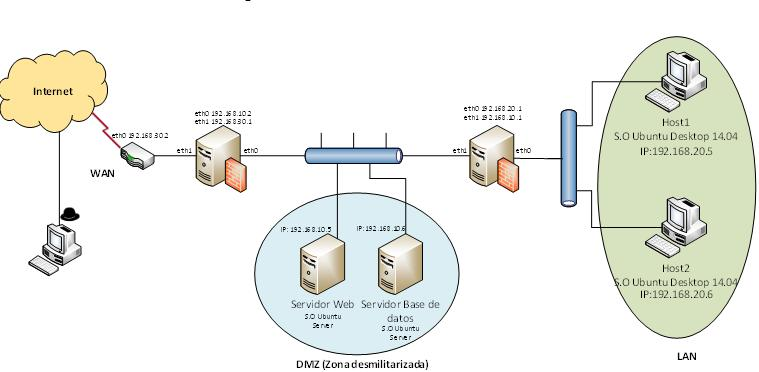 Internet
eth0 192.168.30.2
WAN
eth0 192.168.10.2
eth1 192.168.30.1
eth1
eth0
eth0 192.168.20.1
eth1 192.168.10.1
eth1
eth0
Host1
S.O Ubuntu Desktop 14.04
IP:192.168.20.5
Host2
S.O Ubuntu Desktop 14.04
IP:192.168.20.6
LAN
IP: 192.168.10.5
IP: 192.168.10.6
Servidor Web
S.O Ubuntu
Server
Servidor Base de
datos
S.O Ubuntu
Server
DMZ (Zona desmilitarizada)